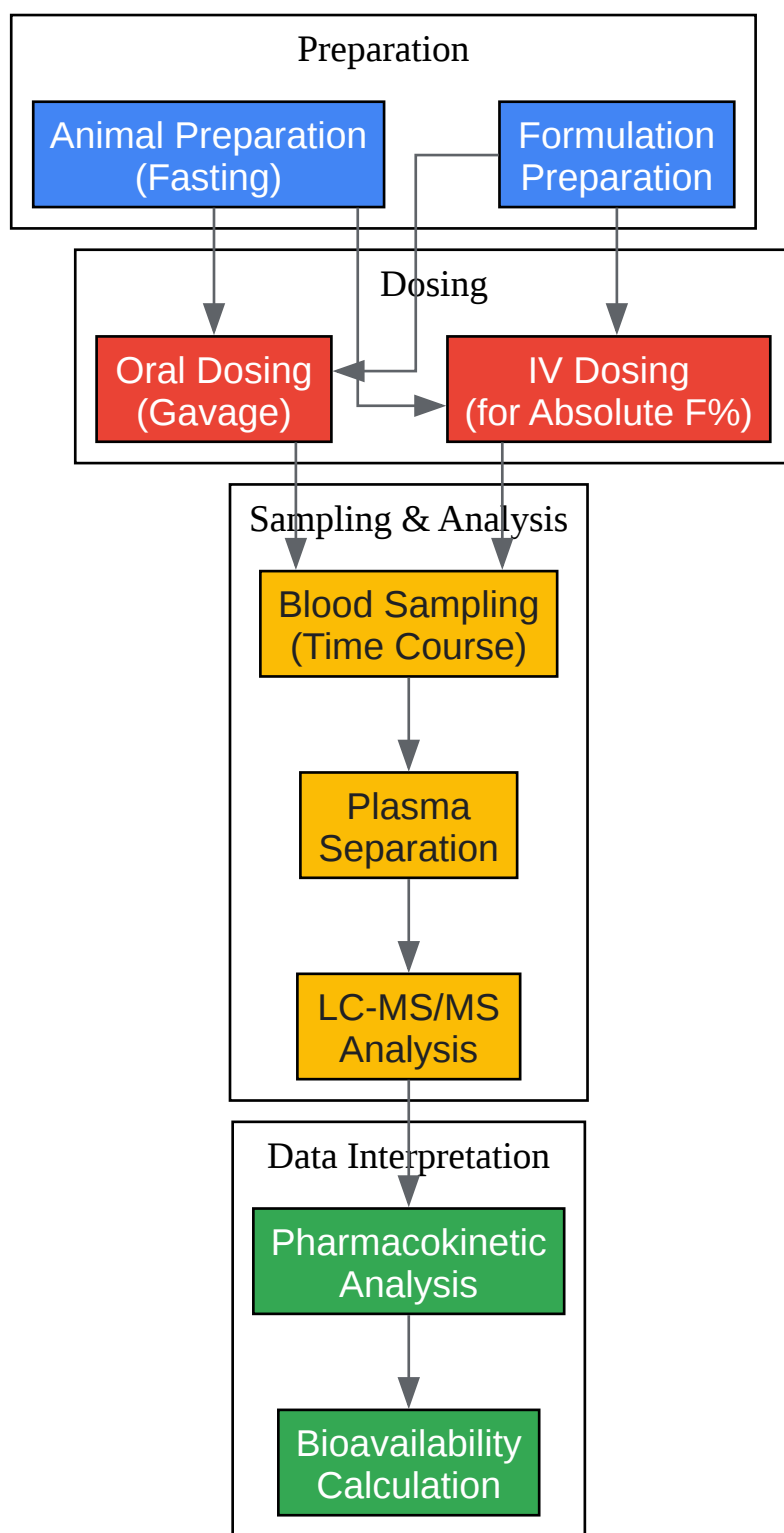 Preparation
Animal Preparation
(Fasting)
Formulation
Preparation
Dosing
Oral Dosing
(Gavage)
IV Dosing
(for Absolute F%)
Sampling & Analysis
Blood Sampling
(Time Course)
Plasma
Separation
LC-MS/MS
Analysis
Data Interpretation
Pharmacokinetic
Analysis
Bioavailability
Calculation